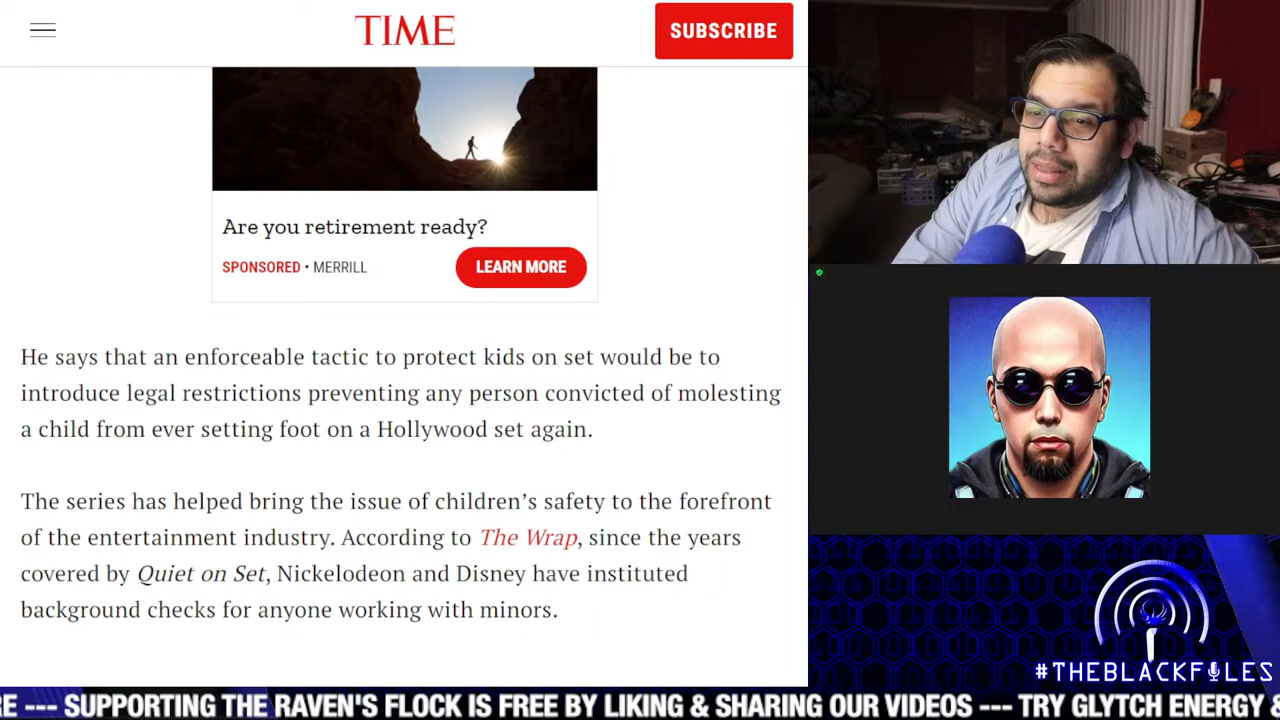 TIME
SUBSCRIBE
Are you retirement ready?
SPONSORED • MERRILL
LEARN MORE
He says that an enforceable tactic to protect kids on set would be to
introduce legal restrictions preventing any person convicted of molesting
a child from ever setting foot on a Hollywood set again.
The series has helped bring the issue of children’s safety to the forefront
of the entertainment industry. According to The Wrap, since the years
covered by Quiet on Set, Nickelodeon and Disney have instituted
background checks for anyone working with minors.
#THEBLACKFILES
RE --- SUPPORTING THE RAVEN'S FLOCK IS FREE BY LIKING & SHARING OUR VIDEOS --- TRY GLYTCH ENERGY &